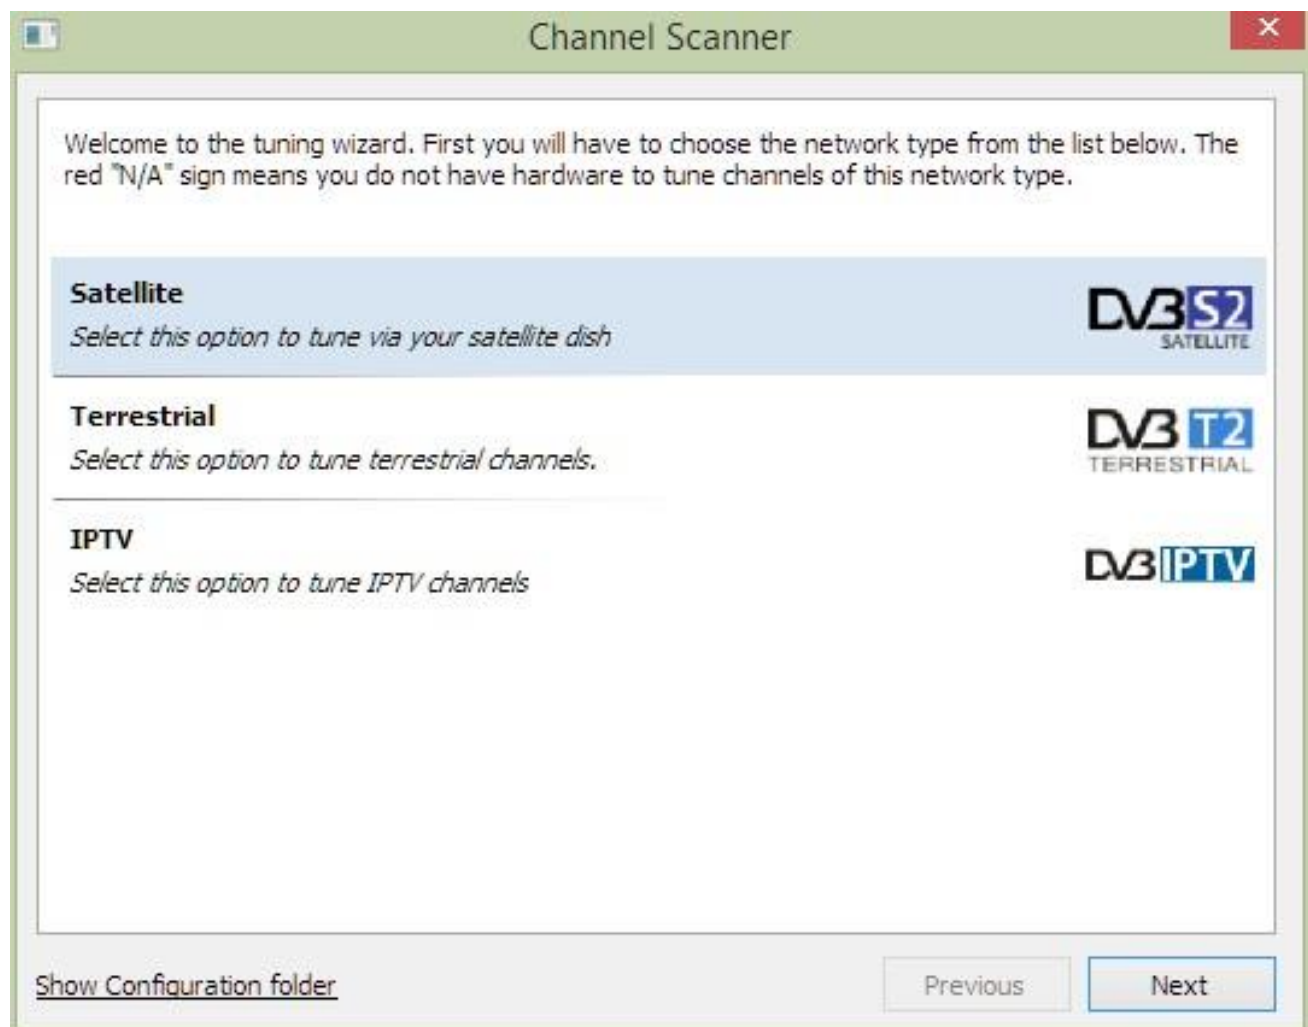 Channel Scanner
Welcome to the tuning wizard. First you will have to choose the network type from the list below. The
red "N/A" sign means you do not have hardware to tune channels of this network type.
Satellite
Select this option to tune via your satellite dish
DVB S2
SATELLITE
Terrestrial
Select this option to tune terrestrial channels.
DVB T2
TERRESTRIAL
IPTV
Select this option to tune IPTV channels
DVB IPTV
Show Configuration folder
Previous
Next